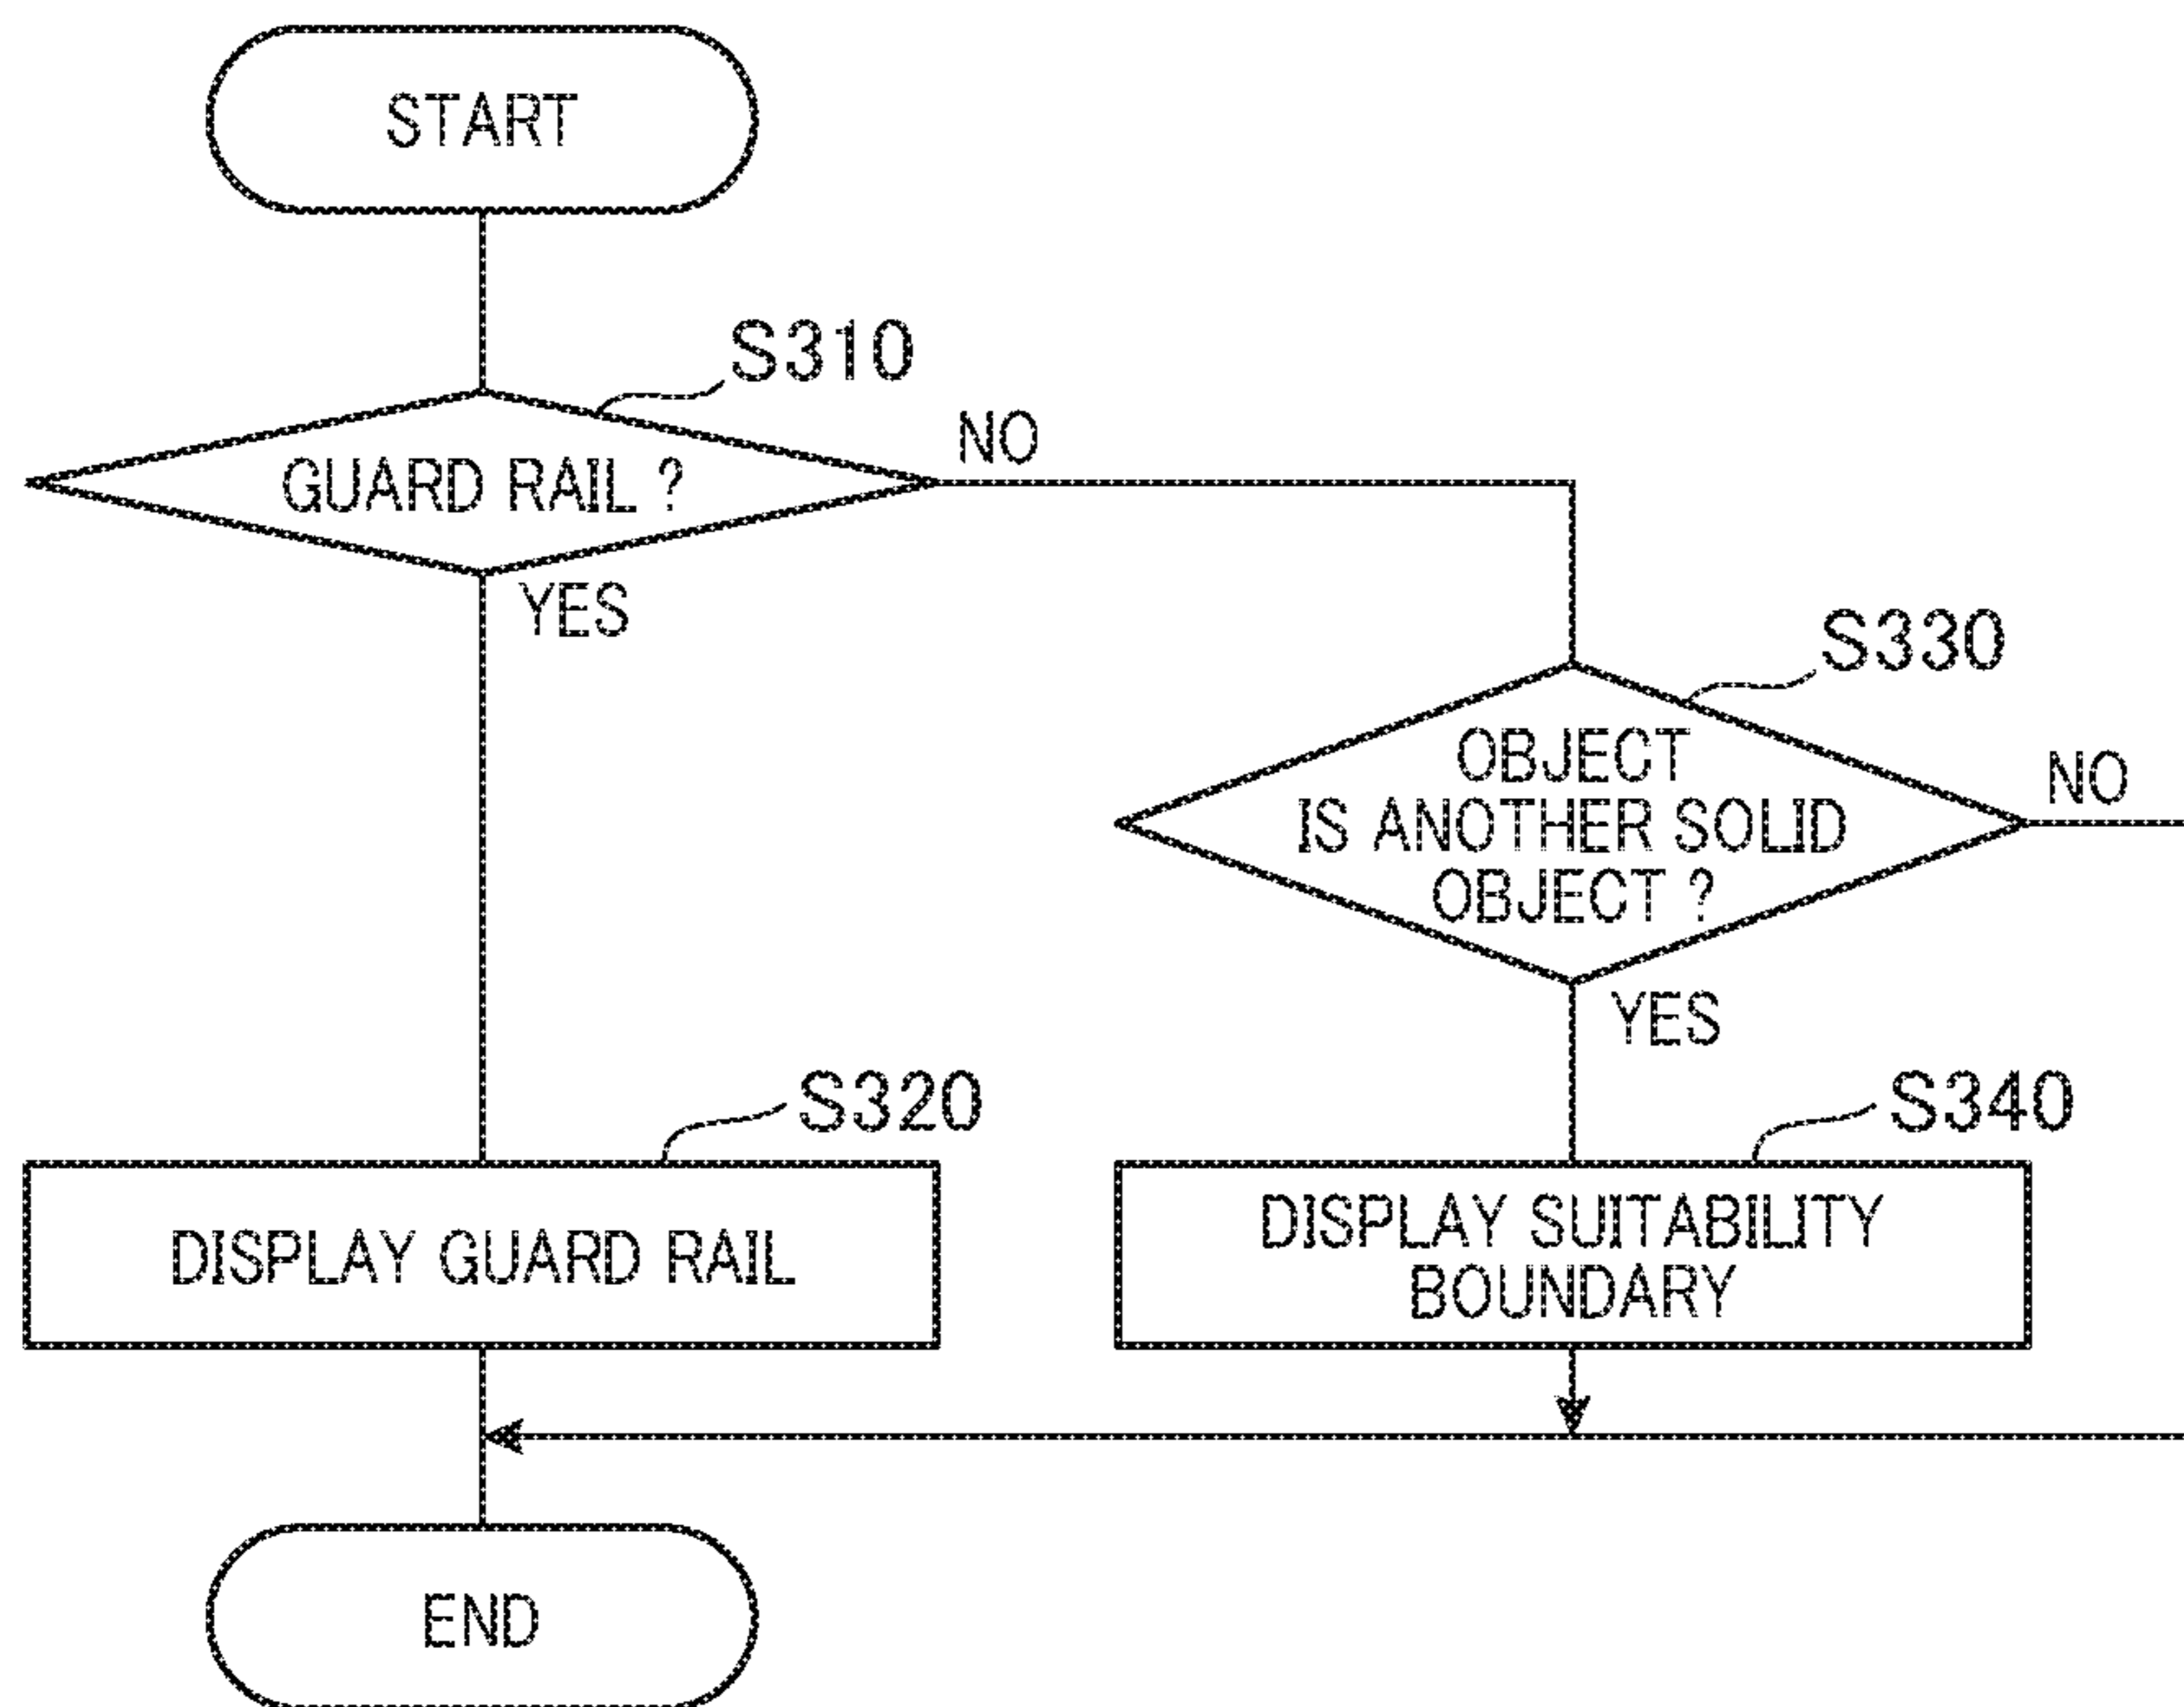 START
S310
GUARD RAIL ?
NO
YES
S330
OBJECT
IS ANOTHER SOLID
OBJECT ?
NO
YES
S320
DISPLAY GUARD RAIL
S340
DISPLAY SUITABILITY
BOUNDARY
END